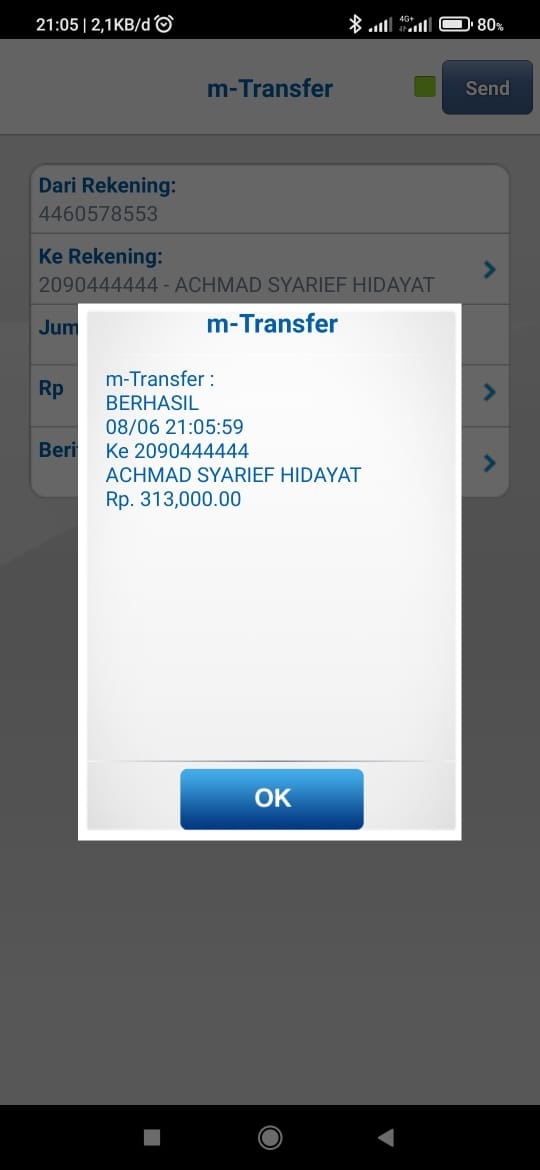 21:05 | 2,1KB/d
4G+
80%
m-Transfer
Send
Dari Rekening:
4460578553
Ke Rekening:
2090444444 - ACHMAD SYARIEF HIDAYAT
Jum
Rp
Beri
m-Transfer
m-Transfer :
BERHASIL
08/06 21:05:59
Ke 2090444444
ACHMAD SYARIEF HIDAYAT
Rp. 313,000.00
OK